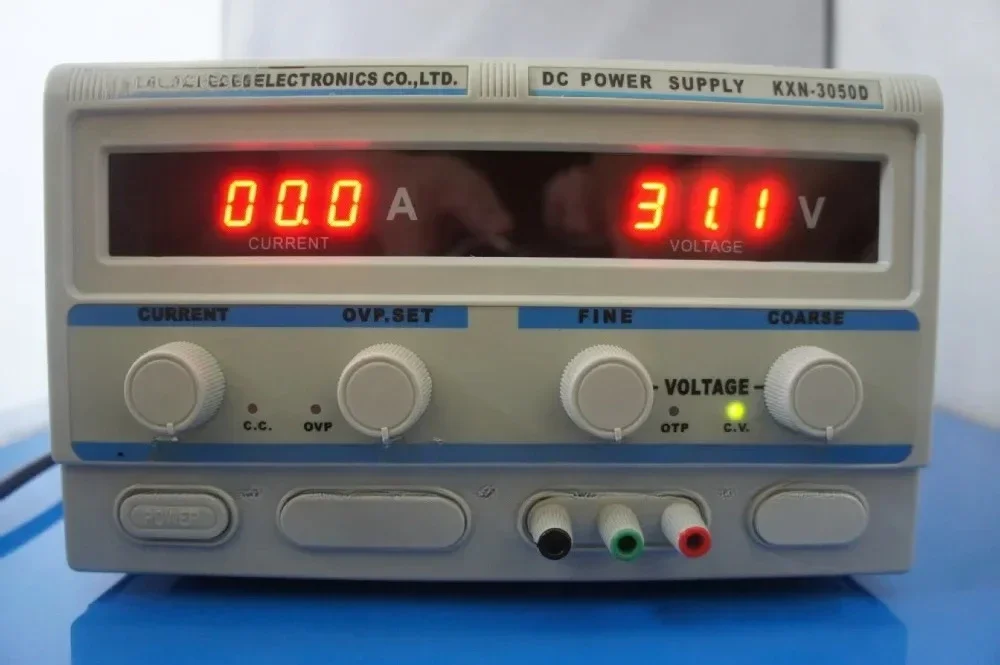 ELECTRONICS CO.,LTD.
DC POWER SUPPLY KXN-3050D
00.0 A
CURRENT
31.1 V
VOLTAGE
CURRENT OVP.SET FINE COARSE
VOLTAGE
C.C. OVP OTP C.V.
POWER